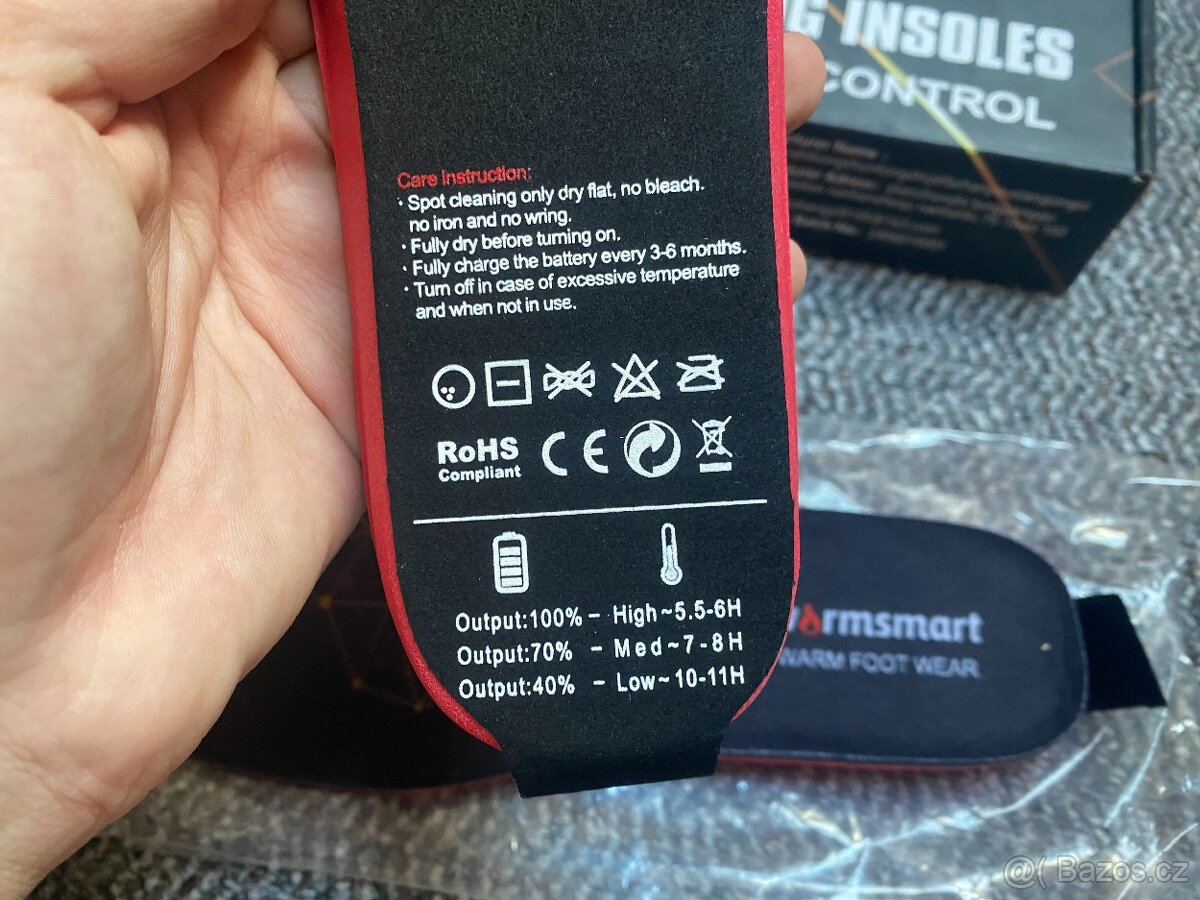 G INSOLES
CONTROL
Care Instruction:
· Spot cleaning only dry flat, no bleach.
no iron and no wring.
· Fully dry before turning on.
· Fully charge the battery every 3-6 months.
· Turn off in case of excessive temperature
and when not in use.
RoHS
Compliant
CE
Output:100% – High~5.5-6H
Output:70% – Med~7-8H
Output:40% – Low~10-11H
rmsmart
WARM FOOT WEAR
Bazos.cz